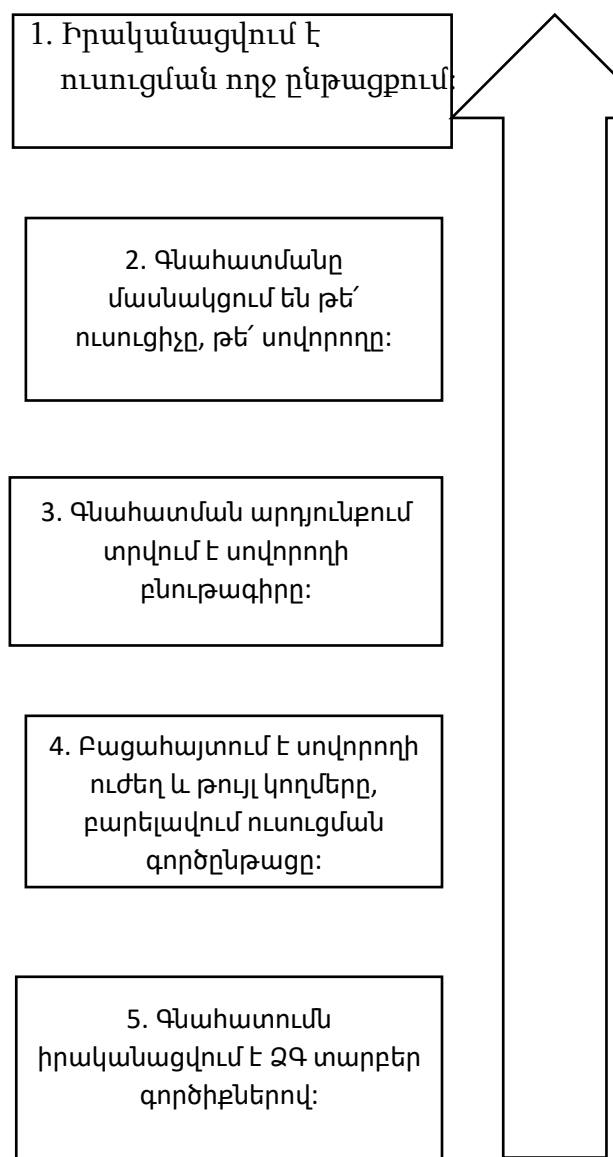 1. Իրականացվում է
ուսուցման ողջ ընթացքում:
2. Գնահատմանը
մասնակցում են թե՛
ուսուցիչը, թե՛ սովորողը:
3. Գնահատման արդյունքում
տրվում է սովորողի
բնութագիրը:
4. Բացահայտում է սովորողի
ուժեղ և թույլ կողմերը,
բարելավում ուսուցման
գործընթացը:
5. Գնահատումն
իրականացվում է ՁԳ տարբեր
գործիքներով: